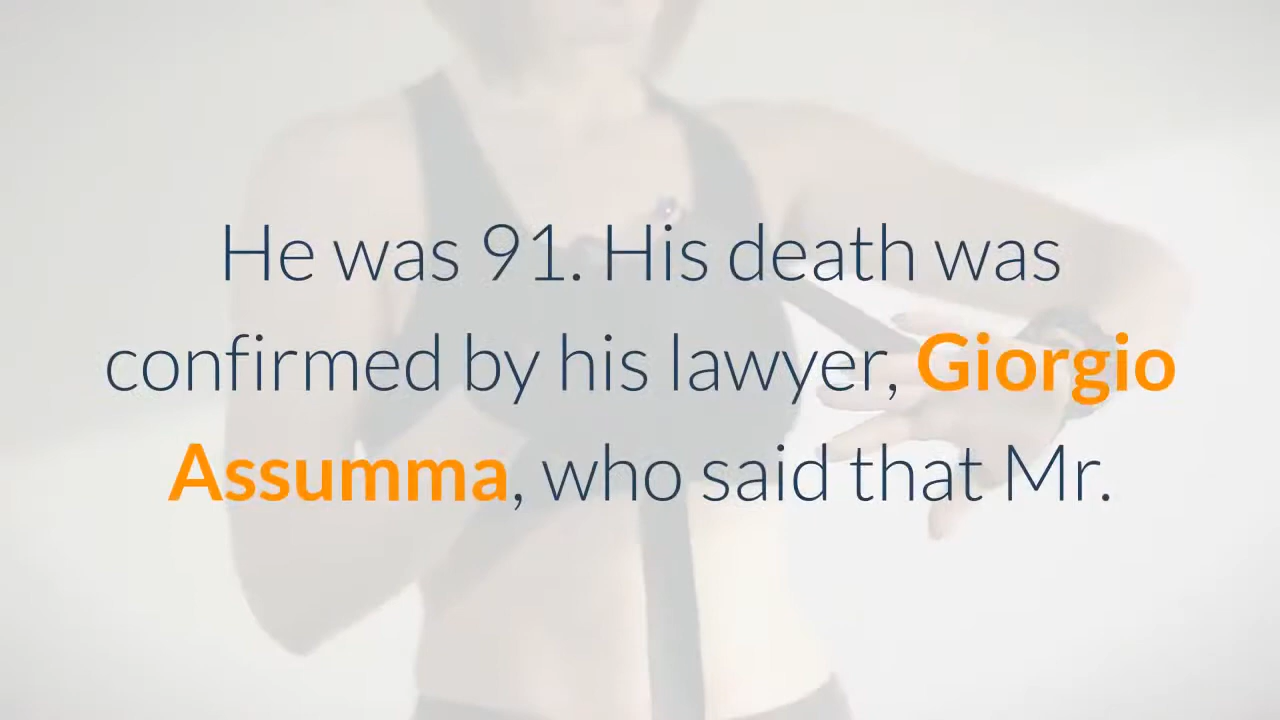 He was 91. His death was
confirmed by his lawyer, Giorgio
Assumma, who said that Mr.